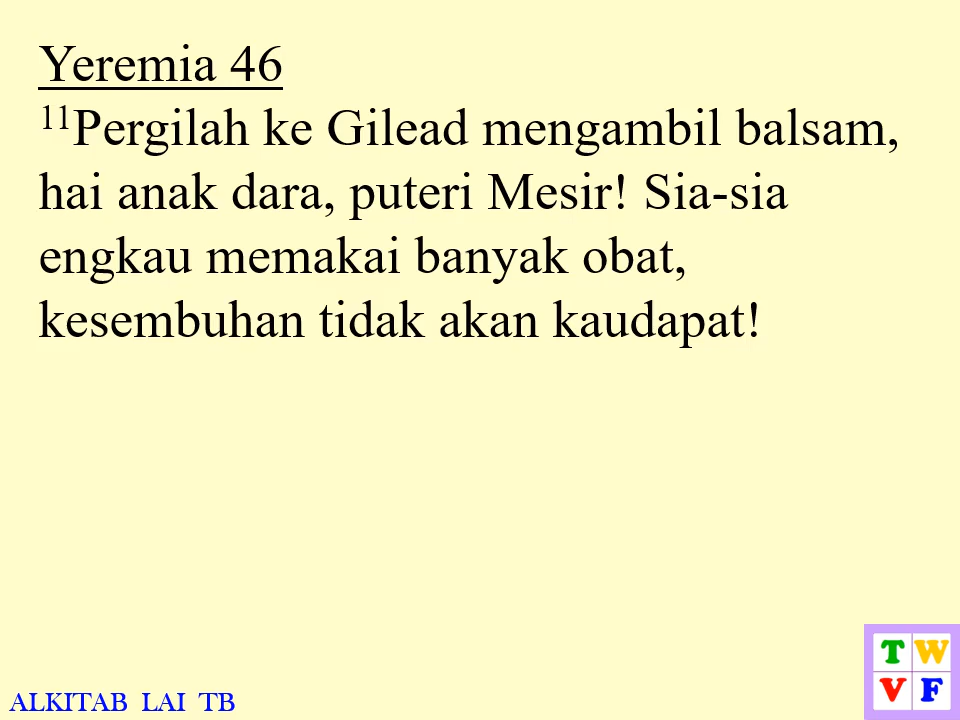 Yeremia 46
11Pergilah ke Gilead mengambil balsam,
hai anak dara, puteri Mesir! Sia-sia
engkau memakai banyak obat,
kesembuhan tidak akan kaudapat!
T W
V F
ALKITAB LAI TB